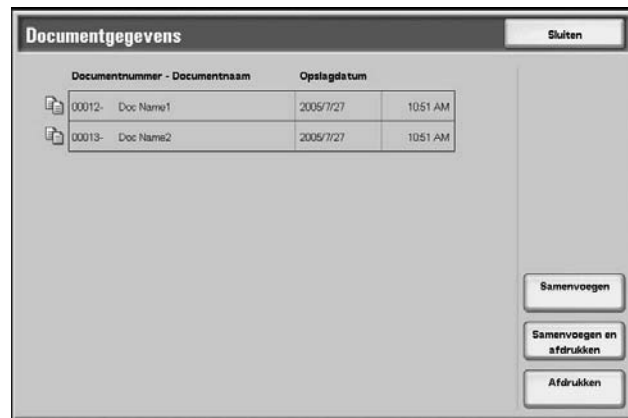 Documentgegevens
Sluiten
Documentnummer - Documentnaam Opslagdatum
00012- Doc Name1 2005/7/27 10:51 AM
00013- Doc Name2 2005/7/27 10:51 AM
Samenvoegen
Samenvoegen en
afdrukken
Afdrukken